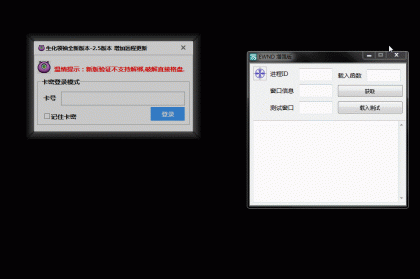 生化领袖全新版本-2.5版本 增加远程更新
温情提示：新版验证不支持解绑,破解直接格盘.
卡密登录模式
卡号
记住卡密
登录
进程ID
载入函数
窗口信息
获取
测试窗口
载入测试